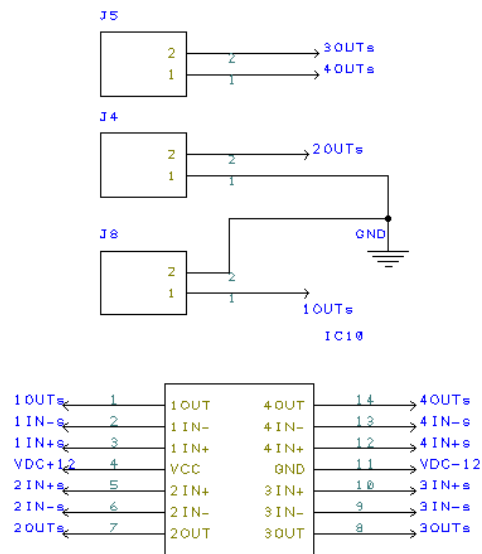 J5
2 2 3OUTs
1 1 4OUTs
J4
2 2 2OUTs
1 1
GND
J8
2 2
1 1 1OUTs
IC10
1OUTs 1 1OUT 4OUT 14 4OUTs
1IN-s 2 1IN- 4IN- 13 4IN-s
1IN+s 3 1IN+ 4IN+ 12 4IN+s
VDC+12 4 VCC GND 11 VDC-12
2IN+s 5 2IN+ 3IN+ 10 3IN+s
2IN-s 6 2IN- 3IN- 9 3IN-s
2OUTs 7 2OUT 3OUT 8 3OUTs